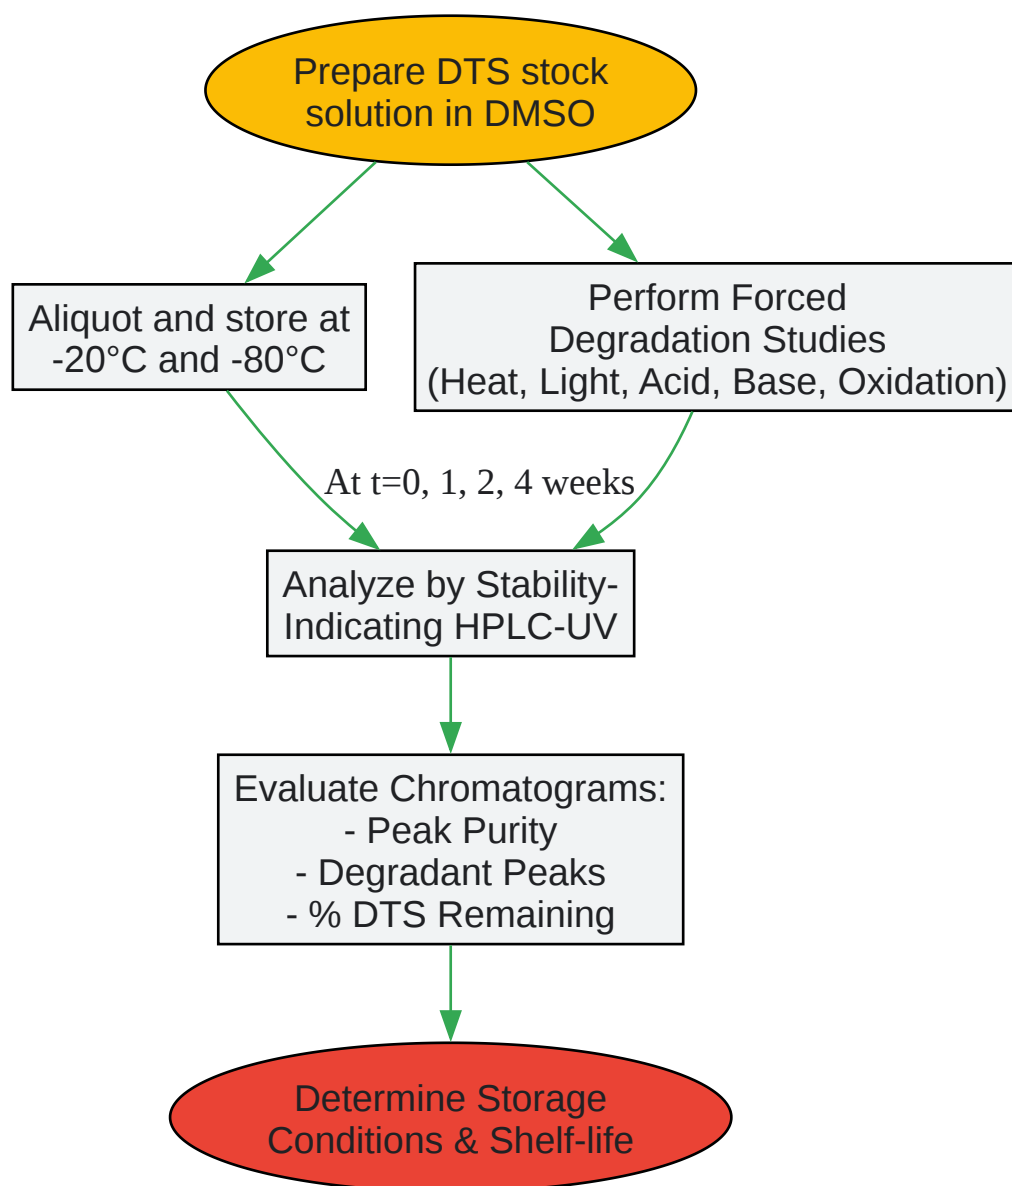 Prepare DTS stock
solution in DMSO
Aliquot and store at
-20°C and -80°C
Perform Forced
Degradation Studies
(Heat, Light, Acid, Base, Oxidation)
At t=0, 1, 2, 4 weeks
Analyze by Stability-
Indicating HPLC-UV
Evaluate Chromatograms:
- Peak Purity
- Degradant Peaks
- % DTS Remaining
Determine Storage
Conditions & Shelf-life